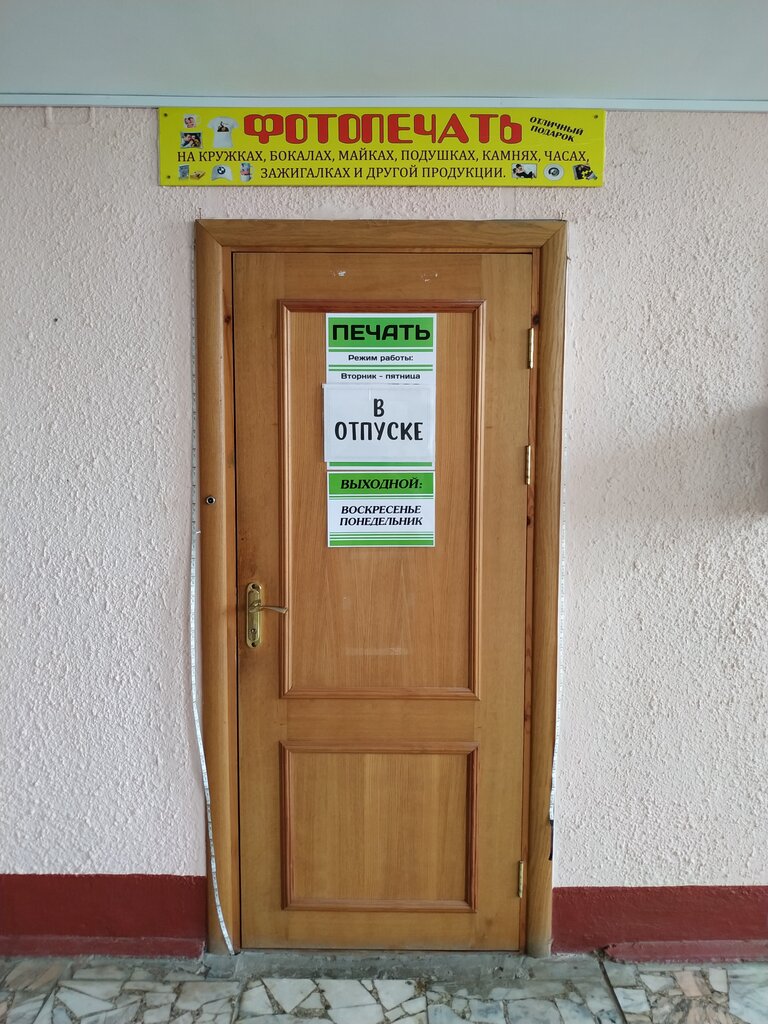 ФОТОПЕЧАТЬ
ОТЛИЧНЫЙ
ПОДАРОК
НА КРУЖКАХ, БОКАЛАХ, МАЙКАХ, ПОДУШКАХ, КАМНЯХ, ЧАСАХ,
ЗАЖИГАЛКАХ И ДРУГОЙ ПРОДУКЦИИ.
ПЕЧАТЬ
Режим работы:
Вторник - пятница
В
ОТПУСКЕ
ВЫХОДНОЙ:
ВОСКРЕСЕНЬЕ
ПОНЕДЕЛЬНИК